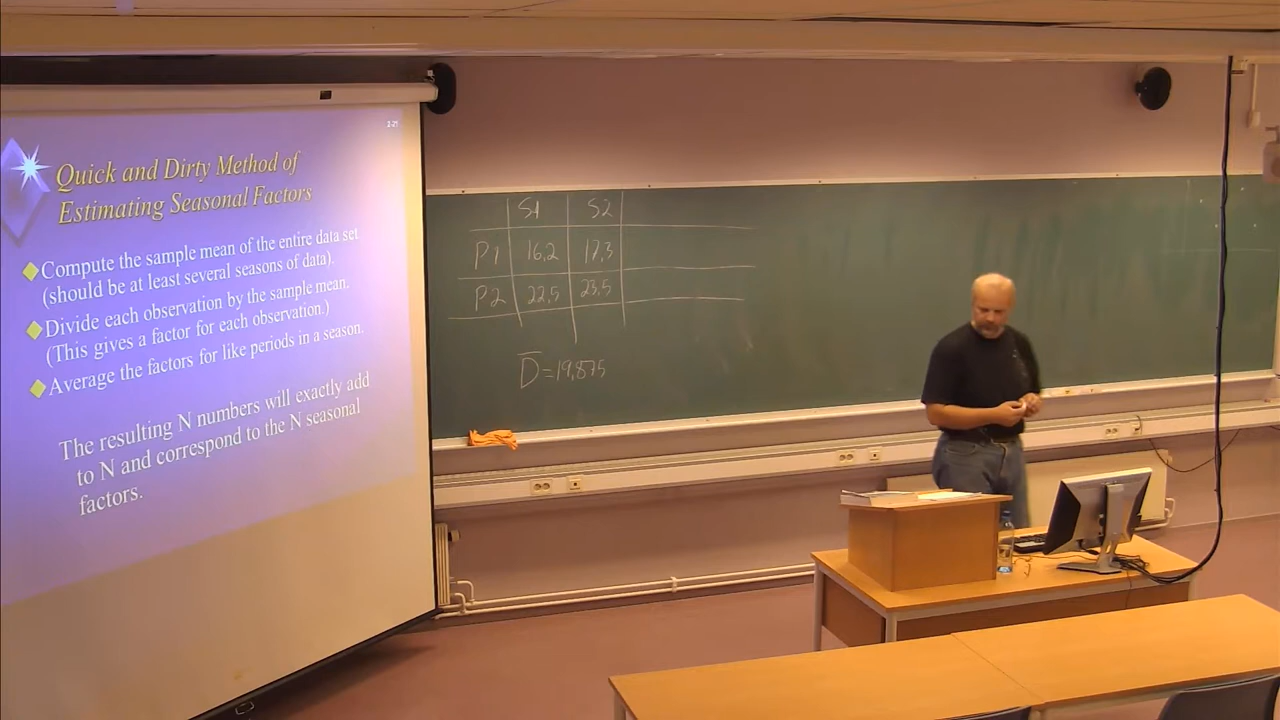 2-21
Quick and Dirty Method of
Estimating Seasonal Factors
Compute the sample mean of the entire data set
(should be at least several seasons of data).
Divide each observation by the sample mean.
(This gives a factor for each observation.)
Average the factors for like periods in a season.
The resulting N numbers will exactly add
to N and correspond to the N seasonal
factors.
S1 S2
P1 16,2 17,3
P2 22,5 23,5
D̅=19,875